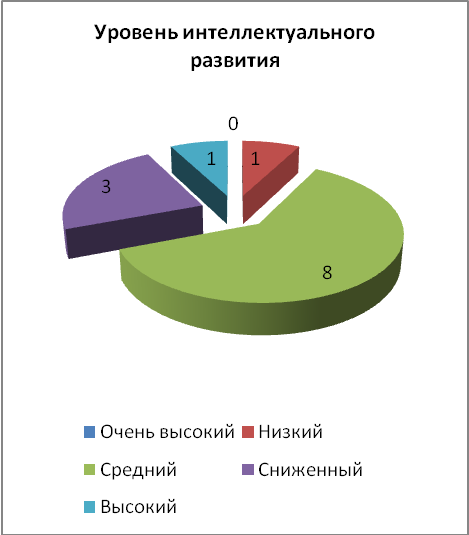 Уровень интеллектуального
развития
0
1 1
3
8
Очень высокий Низкий
Средний Сниженный
Высокий